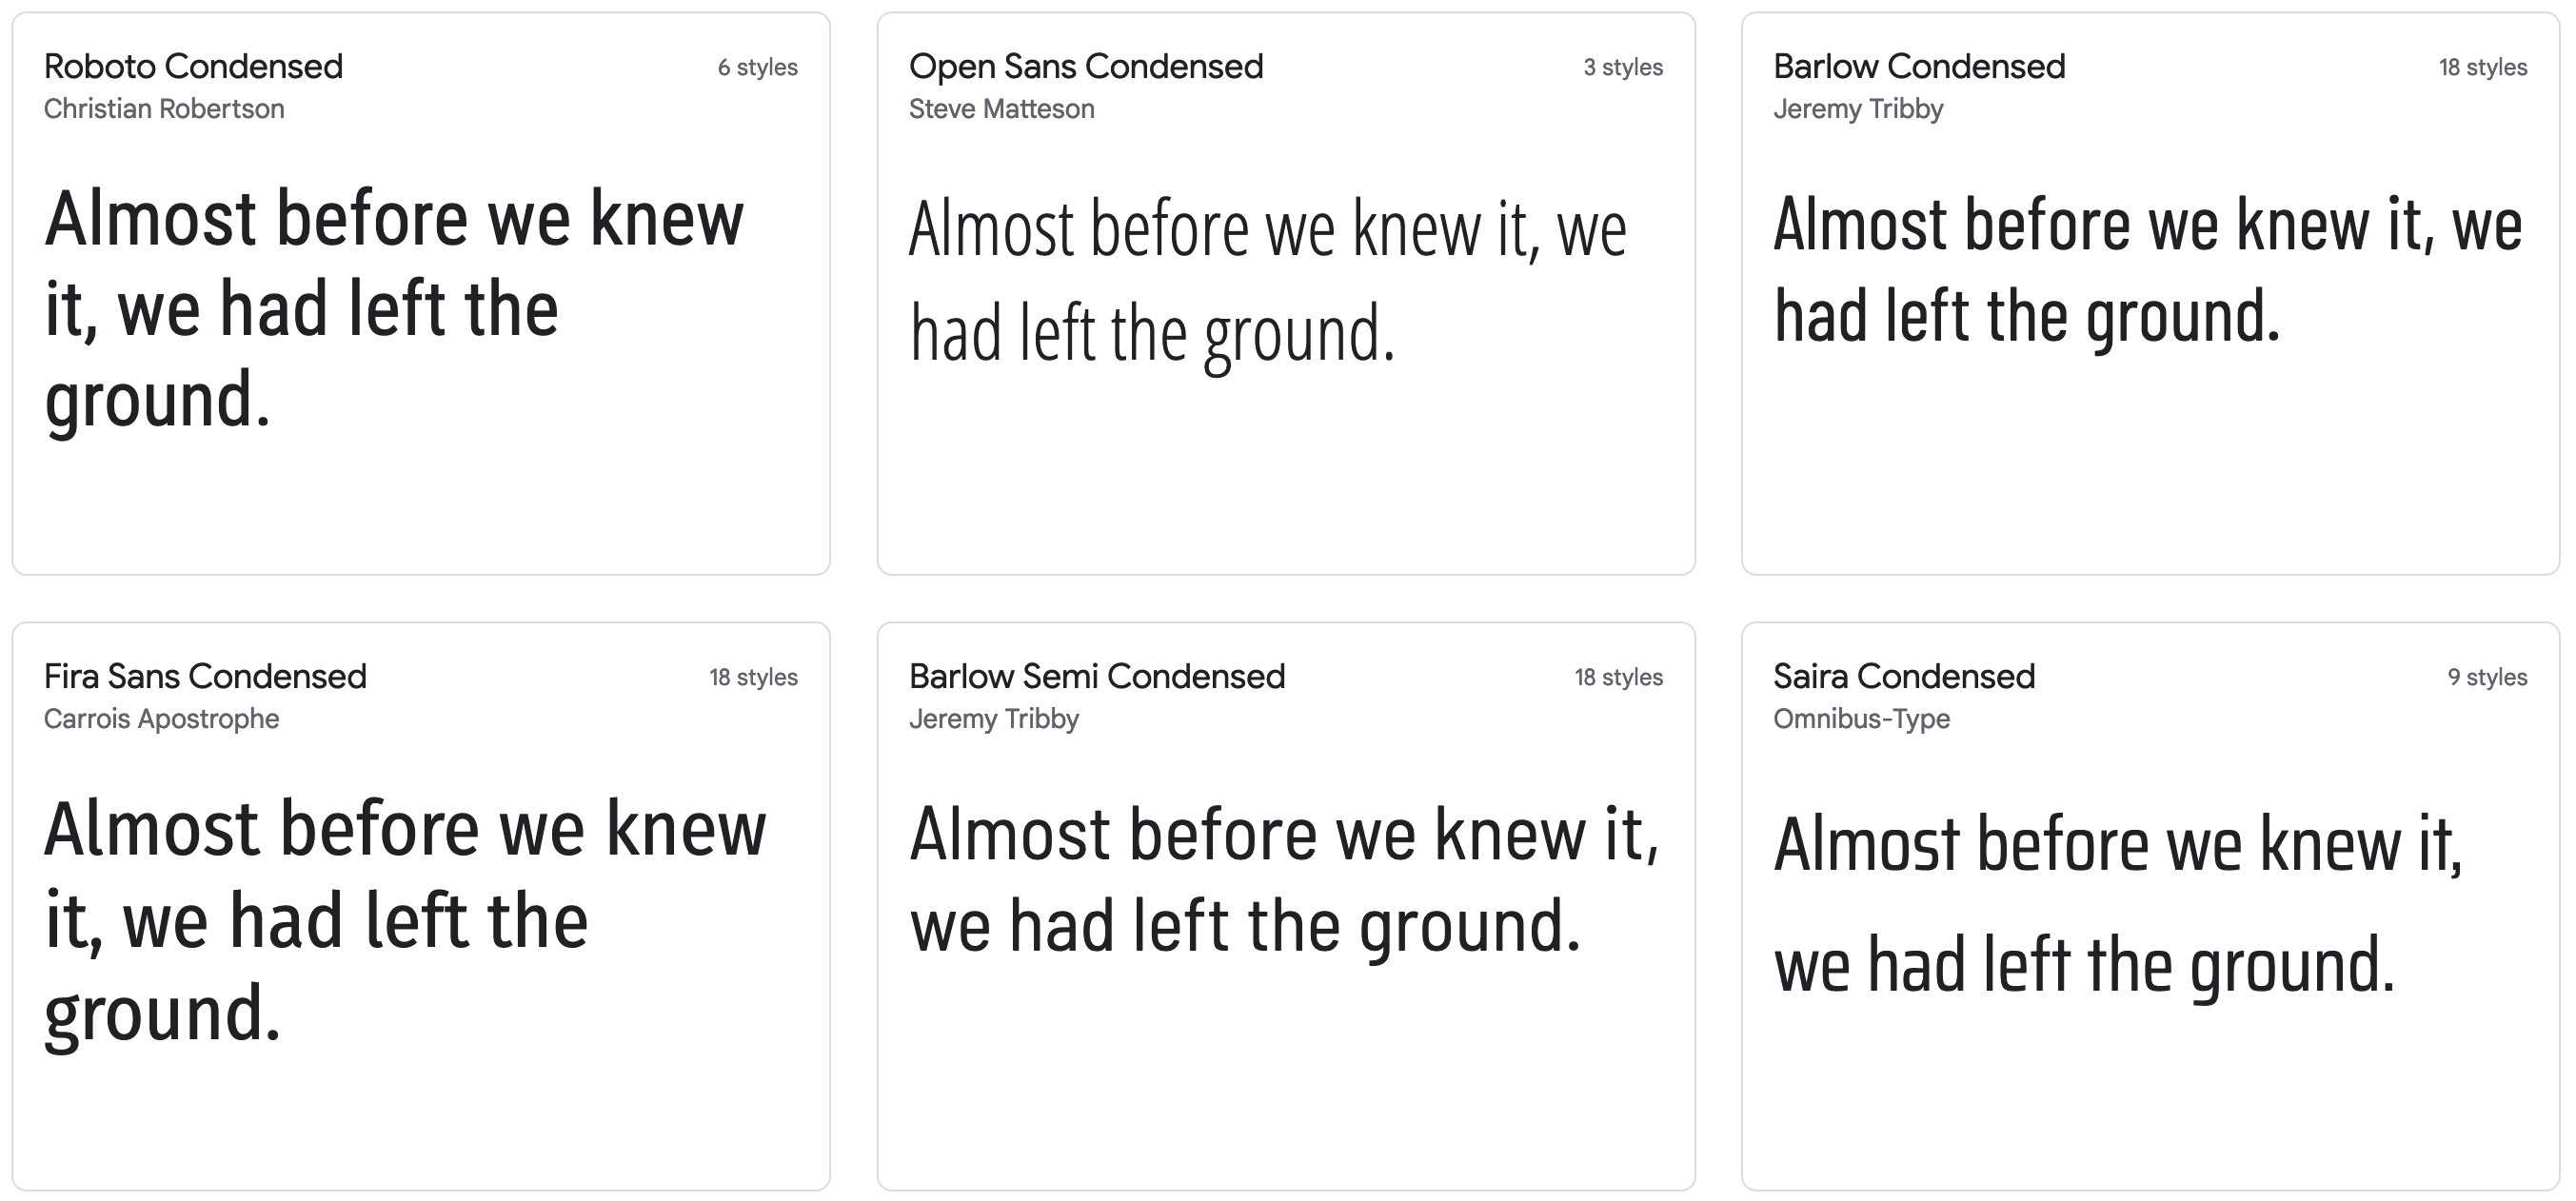 Roboto Condensed
6 styles
Christian Robertson
Almost before we knew
it, we had left the
ground.
Open Sans Condensed
3 styles
Steve Matteson
Almost before we knew it, we
had left the ground.
Barlow Condensed
18 styles
Jeremy Tribby
Almost before we knew it, we
had left the ground.
Fira Sans Condensed
18 styles
Carrois Apostrophe
Almost before we knew
it, we had left the
ground.
Barlow Semi Condensed
18 styles
Jeremy Tribby
Almost before we knew it,
we had left the ground.
Saira Condensed
9 styles
Omnibus-Type
Almost before we knew it,
we had left the ground.